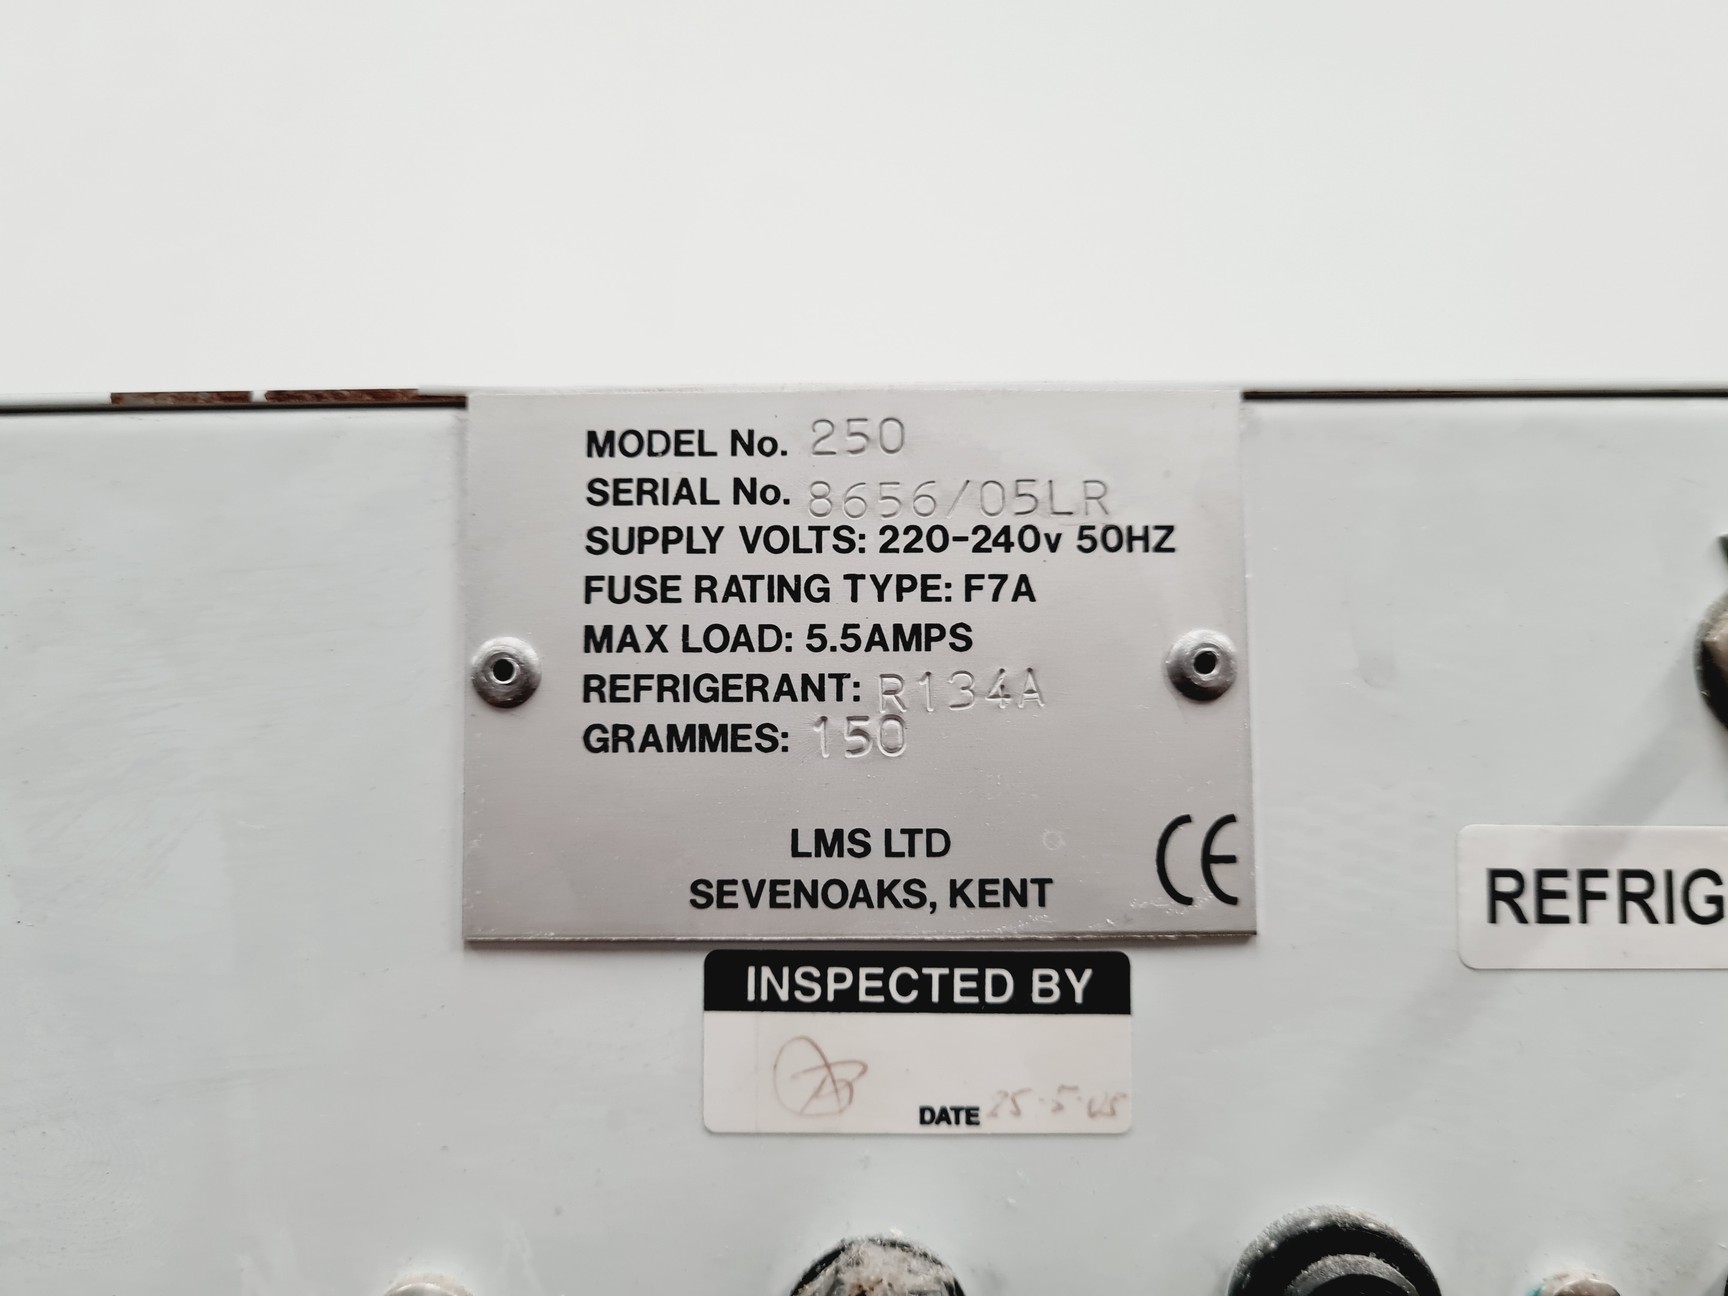 MODEL No. 250
SERIAL No. 8656/05LR
SUPPLY VOLTS: 220-240v 50HZ
FUSE RATING TYPE: F7A
MAX LOAD: 5.5AMPS
REFRIGERANT: R134A
GRAMMES: 150
LMS LTD
SEVENOAKS, KENT
CE
REFRIG
INSPECTED BY
DATE 25·5·05